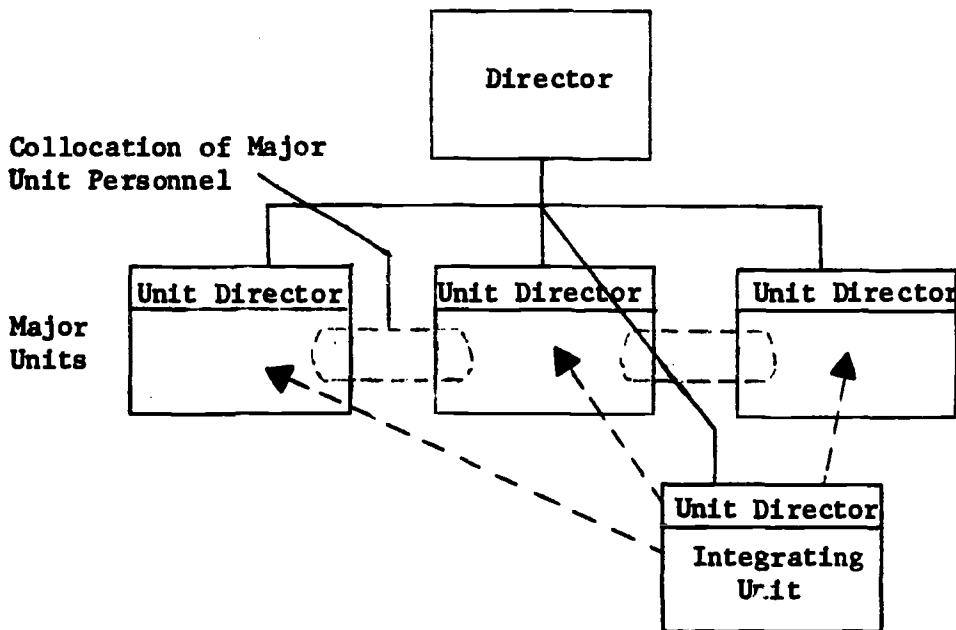 Director
Collocation of Major
Unit Personnel
Unit Director
Unit Director
Unit Director
Major
Units
Unit Director
Integrating
Unit